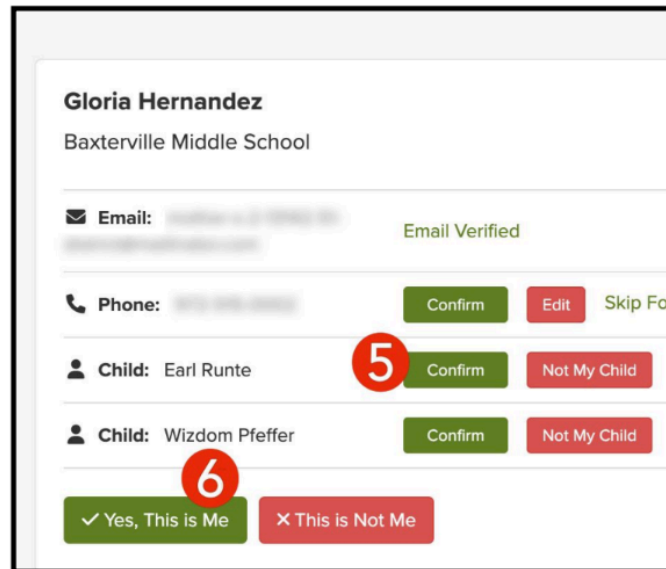 Gloria Hernandez
Baxterville Middle School
Email:
Email Verified
Phone: Confirm Edit Skip
Child: Earl Runte 5 Confirm Not My Child
Child: Wizdom Pfeffer Confirm Not My Child
6
Yes, This is Me This is Not Me